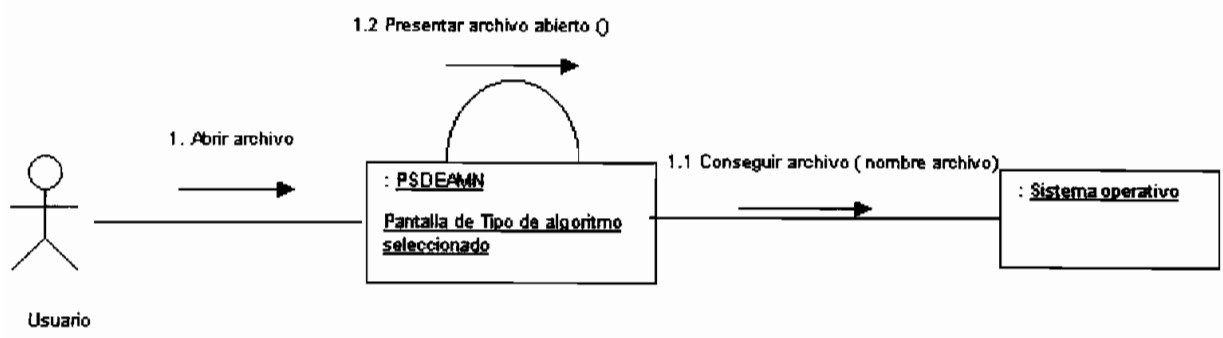 1.2 Presentar archivo abierto ()
1. Abrir archivo
1.1 Conseguir archivo ( nombre archivo)
: PSDEAMN
Pantalla de Tipo de algoritmo
seleccionado
: Sistema operativo
Usuario